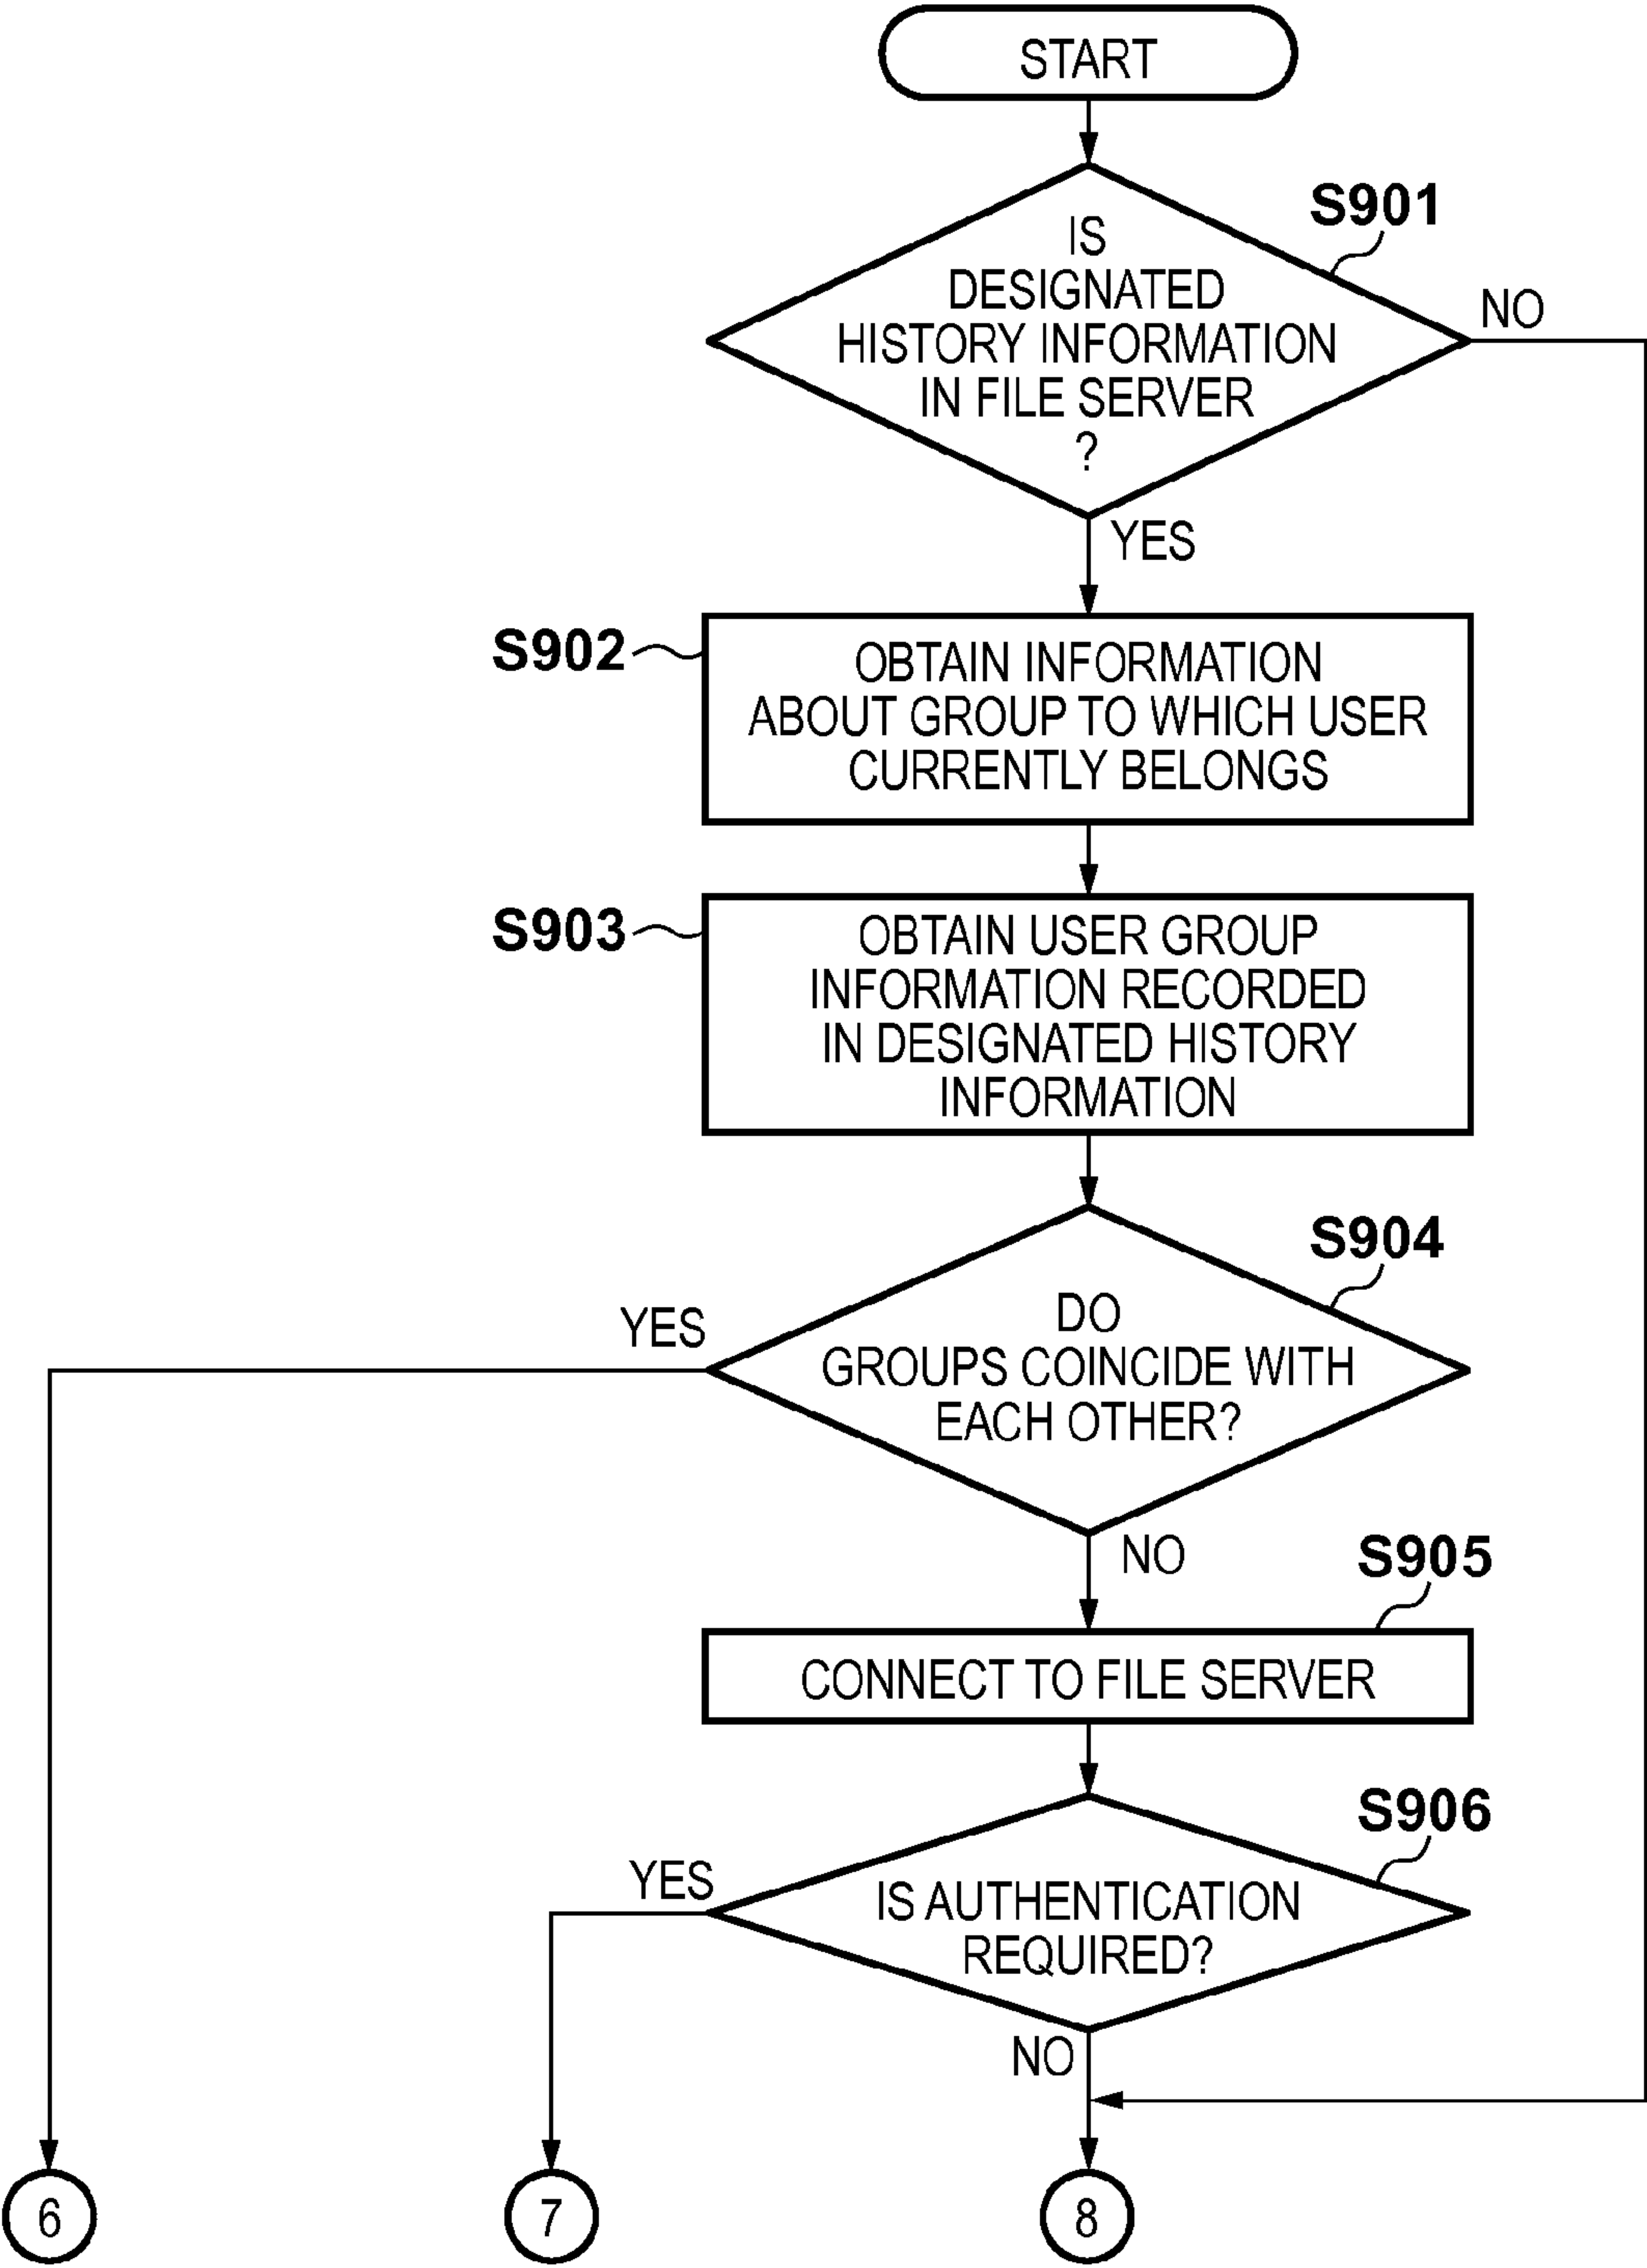 START
S901
IS
DESIGNATED
HISTORY INFORMATION
IN FILE SERVER
?
NO
YES
S902
OBTAIN INFORMATION
ABOUT GROUP TO WHICH USER
CURRENTLY BELONGS
S903
OBTAIN USER GROUP
INFORMATION RECORDED
IN DESIGNATED HISTORY
INFORMATION
S904
YES
DO
GROUPS COINCIDE WITH
EACH OTHER?
NO
S905
CONNECT TO FILE SERVER
S906
YES
IS AUTHENTICATION
REQUIRED?
NO
6
7
8